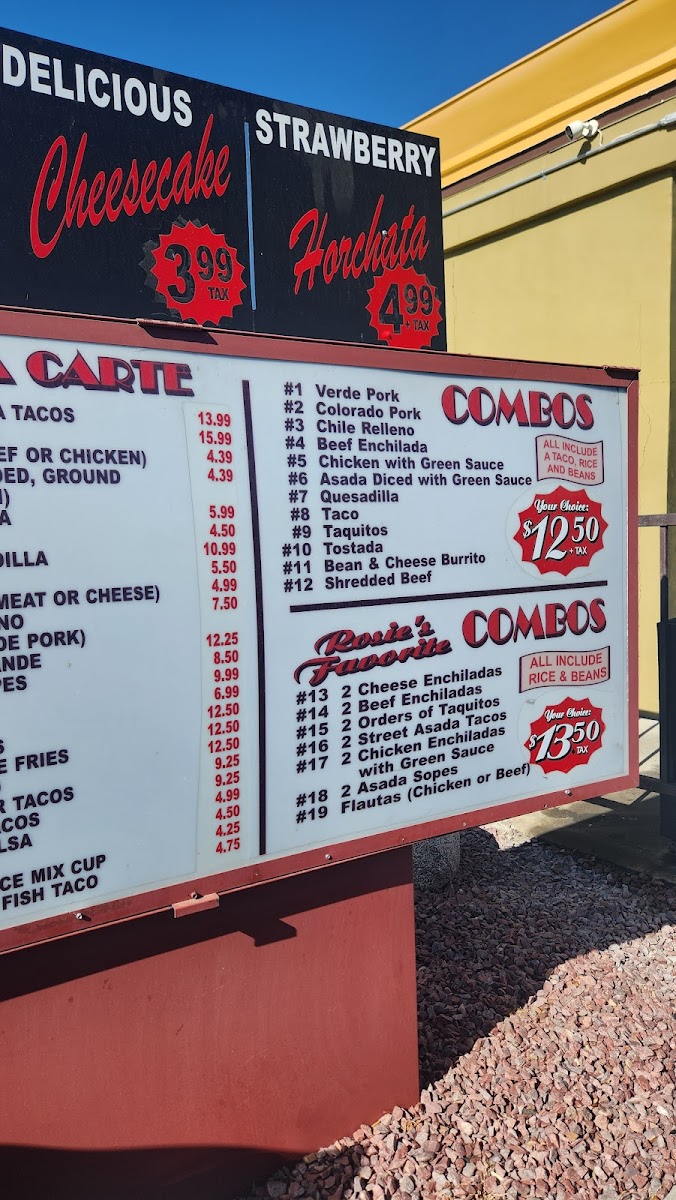 DELICIOUS
Cheesecake
3.99
TAX
STRAWBERRY
Horchata
4.99
+ TAX
A CARTE
A TACOS
EF OR CHICKEN)
DED, GROUND
)
A
DILLA
MEAT OR CHEESE)
NO
DE PORK)
ANDE
PES
S
E FRIES
)
R TACOS
ACOS
LSA
CE MIX CUP
FISH TACO
13.99
15.99
4.39
4.39
5.99
4.50
10.99
5.50
4.99
7.50
12.25
8.50
9.99
6.99
12.50
12.50
12.50
9.25
9.25
4.99
4.50
4.25
4.75
COMBOS
ALL INCLUDE
A TACO, RICE
AND BEANS
Your Choice:
$12.50
+ TAX
#1 Verde Pork
#2 Colorado Pork
#3 Chile Relleno
#4 Beef Enchilada
#5 Chicken with Green Sauce
#6 Asada Diced with Green Sauce
#7 Quesadilla
#8 Taco
#9 Taquitos
#10 Tostada
#11 Bean & Cheese Burrito
#12 Shredded Beef
Rosie's
Favorite
COMBOS
ALL INCLUDE
RICE & BEANS
Your Choice:
$13.50
+ TAX
#13 2 Cheese Enchiladas
#14 2 Beef Enchiladas
#15 2 Orders of Taquitos
#16 2 Street Asada Tacos
#17 2 Chicken Enchiladas
with Green Sauce
#18 2 Asada Sopes
#19 Flautas (Chicken or Beef)